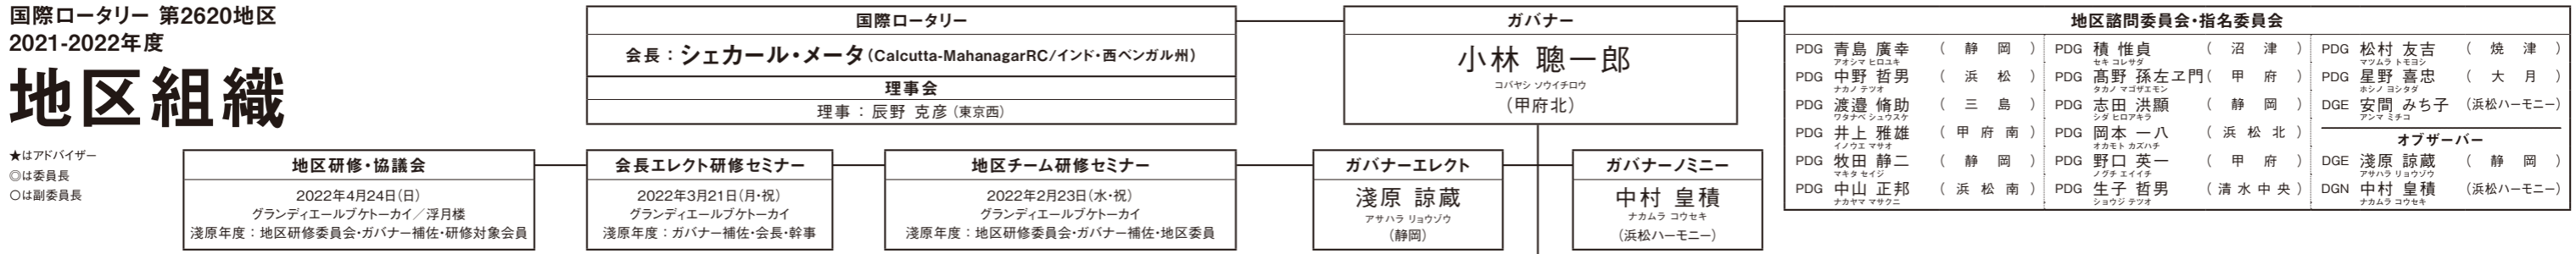 国際ロータリー 第2620地区
2021-2022年度
地区組織
★はアドバイザー
◎は委員長
○は副委員長
国際ロータリー
会長：シェカール・メータ（Calcutta-MahanagarRC/インド・西ベンガル州）
理事会
理事：辰野 克彦（東京西）
ガバナー
小林 聰一郎
コバヤシ ソウイチロウ
（甲府北）
地区研修・協議会
2022年4月24日（日）
グランディエールブケトーカイ／浮月楼
淺原年度：地区研修委員会・ガバナー補佐・研修対象会員
会長エレクト研修セミナー
2022年3月21日（月・祝）
グランディエールブケトーカイ
淺原年度：ガバナー補佐・会長・幹事
地区チーム研修セミナー
2022年2月23日（水・祝）
グランディエールブケトーカイ
淺原年度：地区研修委員会・ガバナー補佐・地区委員
ガバナーエレクト
淺原 諒蔵
アサハラ リョウゾウ
（静岡）
ガバナーノミニー
中村 皇積
ナカムラ コウセキ
（浜松ハーモニー）
地区諮問委員会・指名委員会
PDG 青島 廣幸（静岡）
アオシマ ヒロユキ
PDG 中野 哲男（浜松）
ナカノ テツオ
PDG 渡邉 脩助（三島）
ワタナベ シュウスケ
PDG 井上 雅雄（甲府南）
イノウエ マサオ
PDG 牧田 静二（静岡）
マキタ セイジ
PDG 中山 正邦（浜松南）
ナカヤマ マサクニ
PDG 積 惟貞（沼津）
セキ コレサダ
PDG 髙野 孫左ヱ門（甲府）
タカノ マゴザエモン
PDG 志田 洪顯（静岡）
シダ ヒロアキラ
PDG 岡本 一八（浜松北）
オカモト カズハチ
PDG 野口 英一（甲府）
ノグチ エイイチ
PDG 生子 哲男（清水中央）
ショウジ テツオ
PDG 松村 友吉（焼津）
マツムラ トモヨシ
PDG 星野 喜忠（大月）
ホシノ ヨシタダ
DGE 安間 みち子（浜松ハーモニー）
アンマ ミチコ
オブザーバー
DGE 淺原 諒蔵（静岡）
アサハラ リョウゾウ
DGN 中村 皇積（浜松ハーモニー）
ナカムラ コウセキ